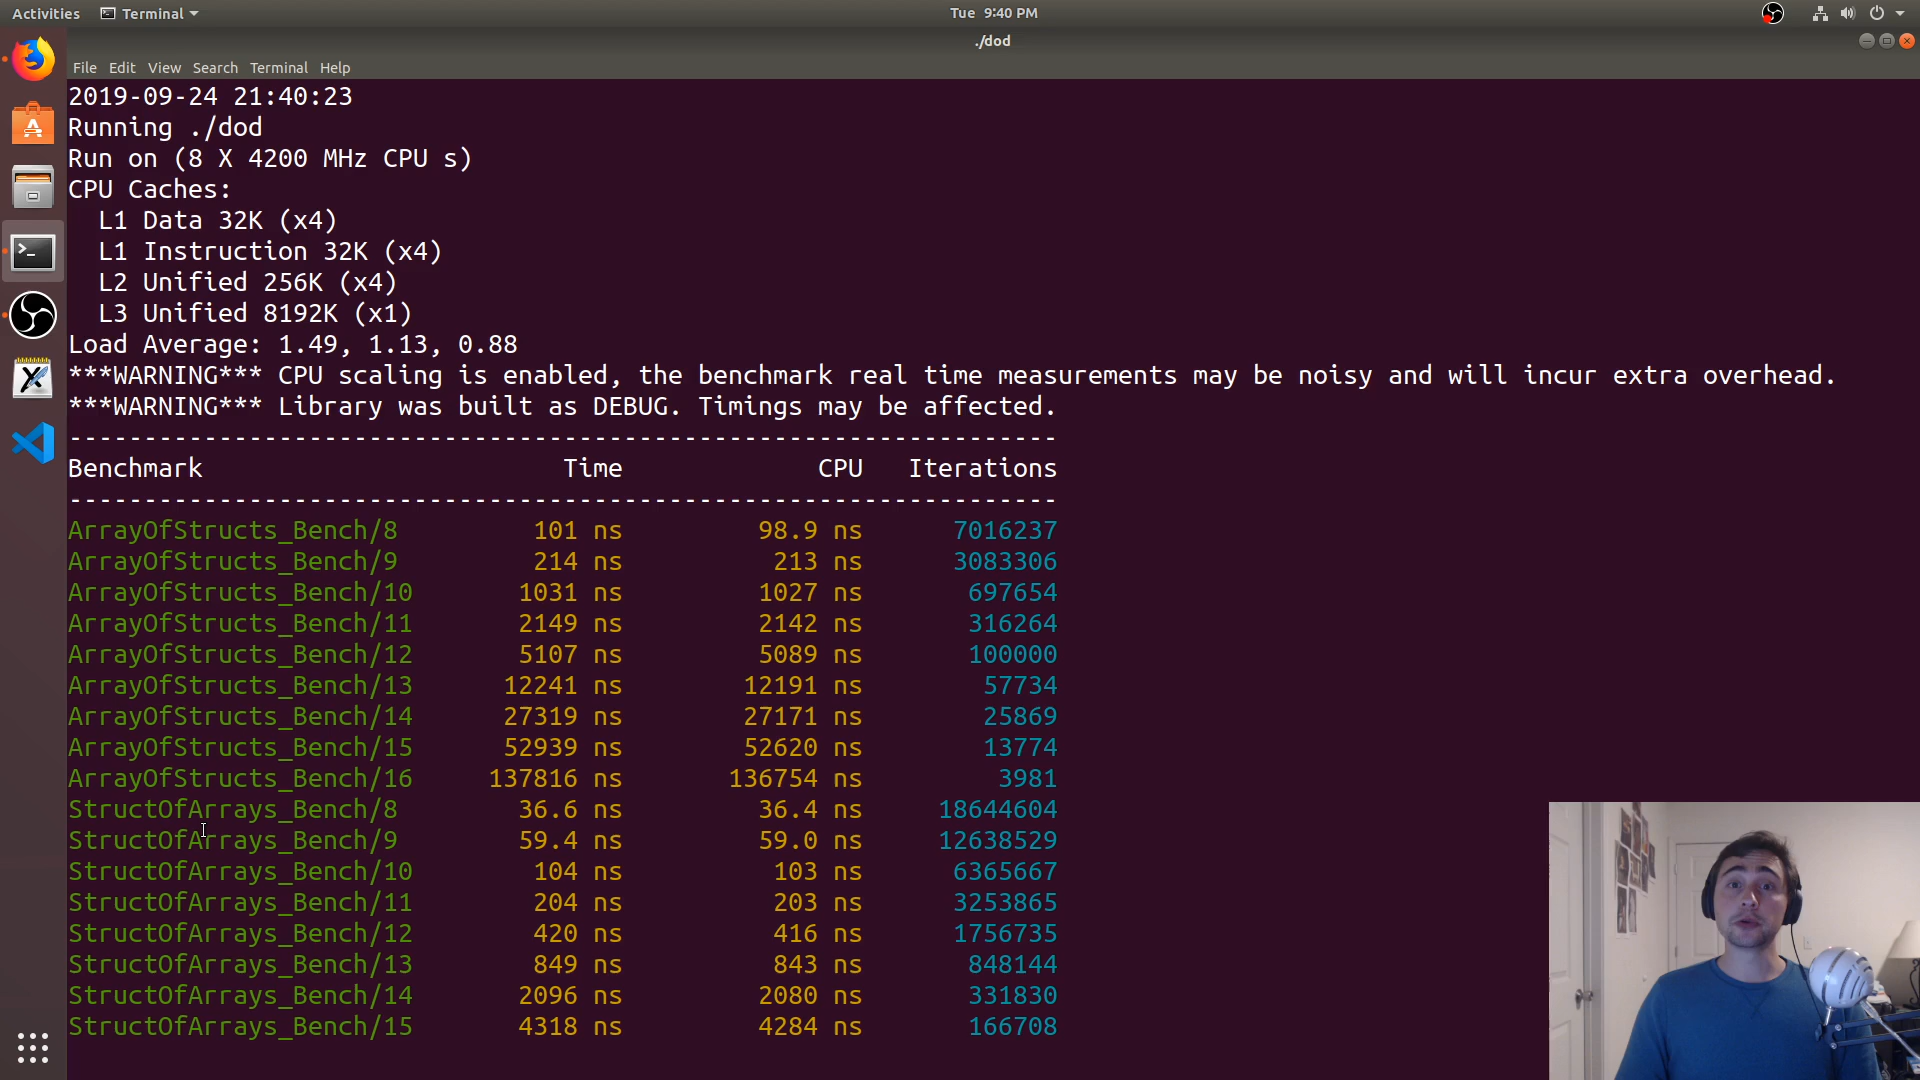 Activities Terminal Tue 9:40 PM
./dod
File Edit View Search Terminal Help
2019-09-24 21:40:23
Running ./dod
Run on (8 X 4200 MHz CPU s)
CPU Caches:
L1 Data 32K (x4)
L1 Instruction 32K (x4)
L2 Unified 256K (x4)
L3 Unified 8192K (x1)
Load Average: 1.49, 1.13, 0.88
***WARNING*** CPU scaling is enabled, the benchmark real time measurements may be noisy and will incur extra overhead.
***WARNING*** Library was built as DEBUG. Timings may be affected.
------------------------------------------------------------------
Benchmark Time CPU Iterations
------------------------------------------------------------------
ArrayOfStructs_Bench/8 101 ns 98.9 ns 7016237
ArrayOfStructs_Bench/9 214 ns 213 ns 3083306
ArrayOfStructs_Bench/10 1031 ns 1027 ns 697654
ArrayOfStructs_Bench/11 2149 ns 2142 ns 316264
ArrayOfStructs_Bench/12 5107 ns 5089 ns 100000
ArrayOfStructs_Bench/13 12241 ns 12191 ns 57734
ArrayOfStructs_Bench/14 27319 ns 27171 ns 25869
ArrayOfStructs_Bench/15 52939 ns 52620 ns 13774
ArrayOfStructs_Bench/16 137816 ns 136754 ns 3981
StructOfArrays_Bench/8 36.6 ns 36.4 ns 18644604
StructOfArrays_Bench/9 59.4 ns 59.0 ns 12638529
StructOfArrays_Bench/10 104 ns 103 ns 6365667
StructOfArrays_Bench/11 204 ns 203 ns 3253865
StructOfArrays_Bench/12 420 ns 416 ns 1756735
StructOfArrays_Bench/13 849 ns 843 ns 848144
StructOfArrays_Bench/14 2096 ns 2080 ns 331830
StructOfArrays_Bench/15 4318 ns 4284 ns 166708